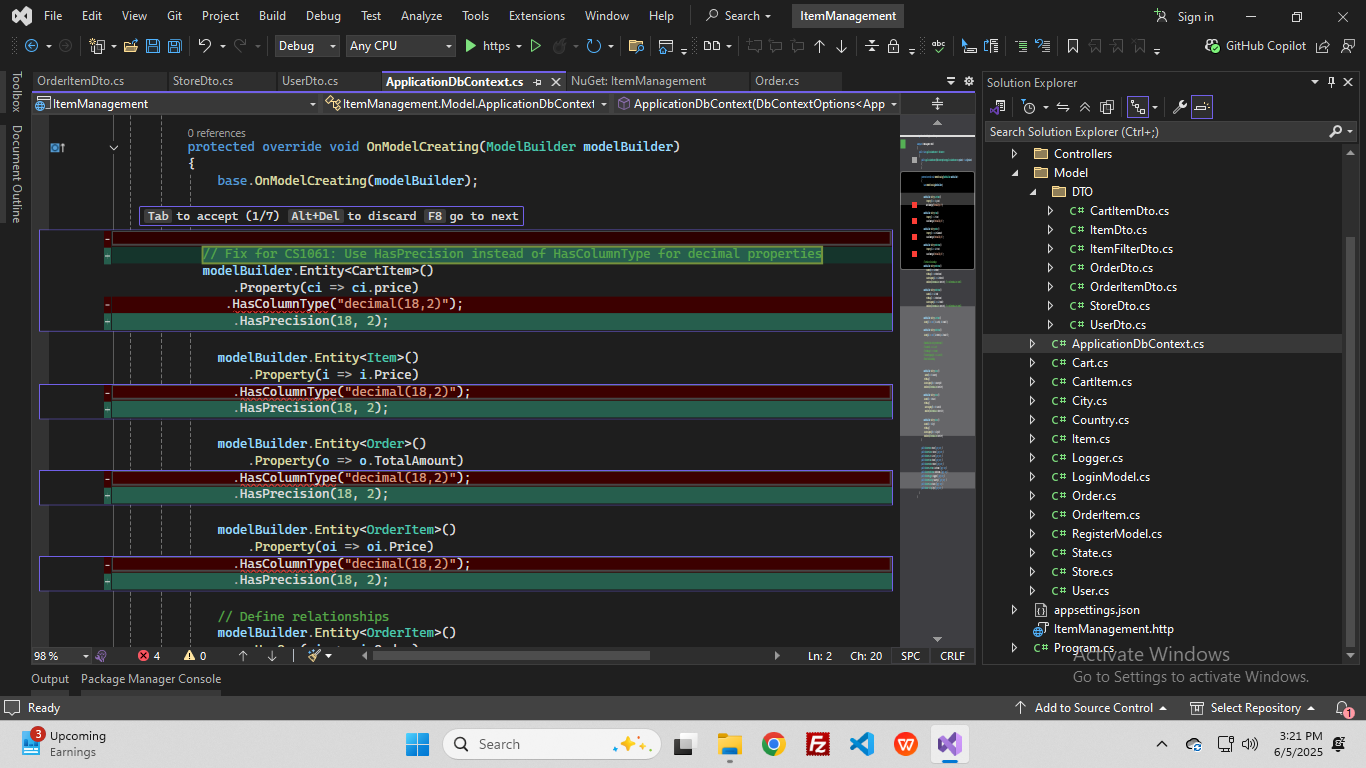 File Edit View Git Project Build Debug Test Analyze Tools Extensions Window Help Search ItemManagement Sign in
Debug Any CPU https GitHub Copilot
OrderItemDto.cs StoreDto.cs UserDto.cs ApplicationDbContext.cs NuGet: ItemManagement Order.cs
ItemManagement ItemManagement.Model.ApplicationDbContext ApplicationDbContext(DbContextOptions<App
Toolbox
Document Outline
0 references
protected override void OnModelCreating(ModelBuilder modelBuilder)
{
base.OnModelCreating(modelBuilder);
Tab to accept (1/7) Alt+Del to discard F8 go to next
// Fix for CS1061: Use HasPrecision instead of HasColumnType for decimal properties
modelBuilder.Entity<CartItem>()
.Property(ci => ci.price)
.HasColumnType("decimal(18,2)");
.HasPrecision(18, 2);
modelBuilder.Entity<Item>()
.Property(i => i.Price)
.HasColumnType("decimal(18,2)");
.HasPrecision(18, 2);
modelBuilder.Entity<Order>()
.Property(o => o.TotalAmount)
.HasColumnType("decimal(18,2)");
.HasPrecision(18, 2);
modelBuilder.Entity<OrderItem>()
.Property(oi => oi.Price)
.HasColumnType("decimal(18,2)");
.HasPrecision(18, 2);
// Define relationships
modelBuilder.Entity<OrderItem>()
98 % 4 0 Ln: 2 Ch: 20 SPC CRLF
Solution Explorer
Search Solution Explorer (Ctrl+;)
Controllers
Model
DTO
C# CartItemDto.cs
C# ItemDto.cs
C# ItemFilterDto.cs
C# OrderDto.cs
C# OrderItemDto.cs
C# StoreDto.cs
C# UserDto.cs
C# ApplicationDbContext.cs
C# Cart.cs
C# CartItem.cs
C# City.cs
C# Country.cs
C# Item.cs
C# Logger.cs
C# LoginModel.cs
C# Order.cs
C# OrderItem.cs
C# RegisterModel.cs
C# State.cs
C# Store.cs
C# User.cs
appsettings.json
ItemManagement.http
C# Program.cs
Activate Windows
Go to Settings to activate Windows.
Output Package Manager Console
Ready Add to Source Control Select Repository 1
3 Upcoming
Earnings
Search
3:21 PM
6/5/2025